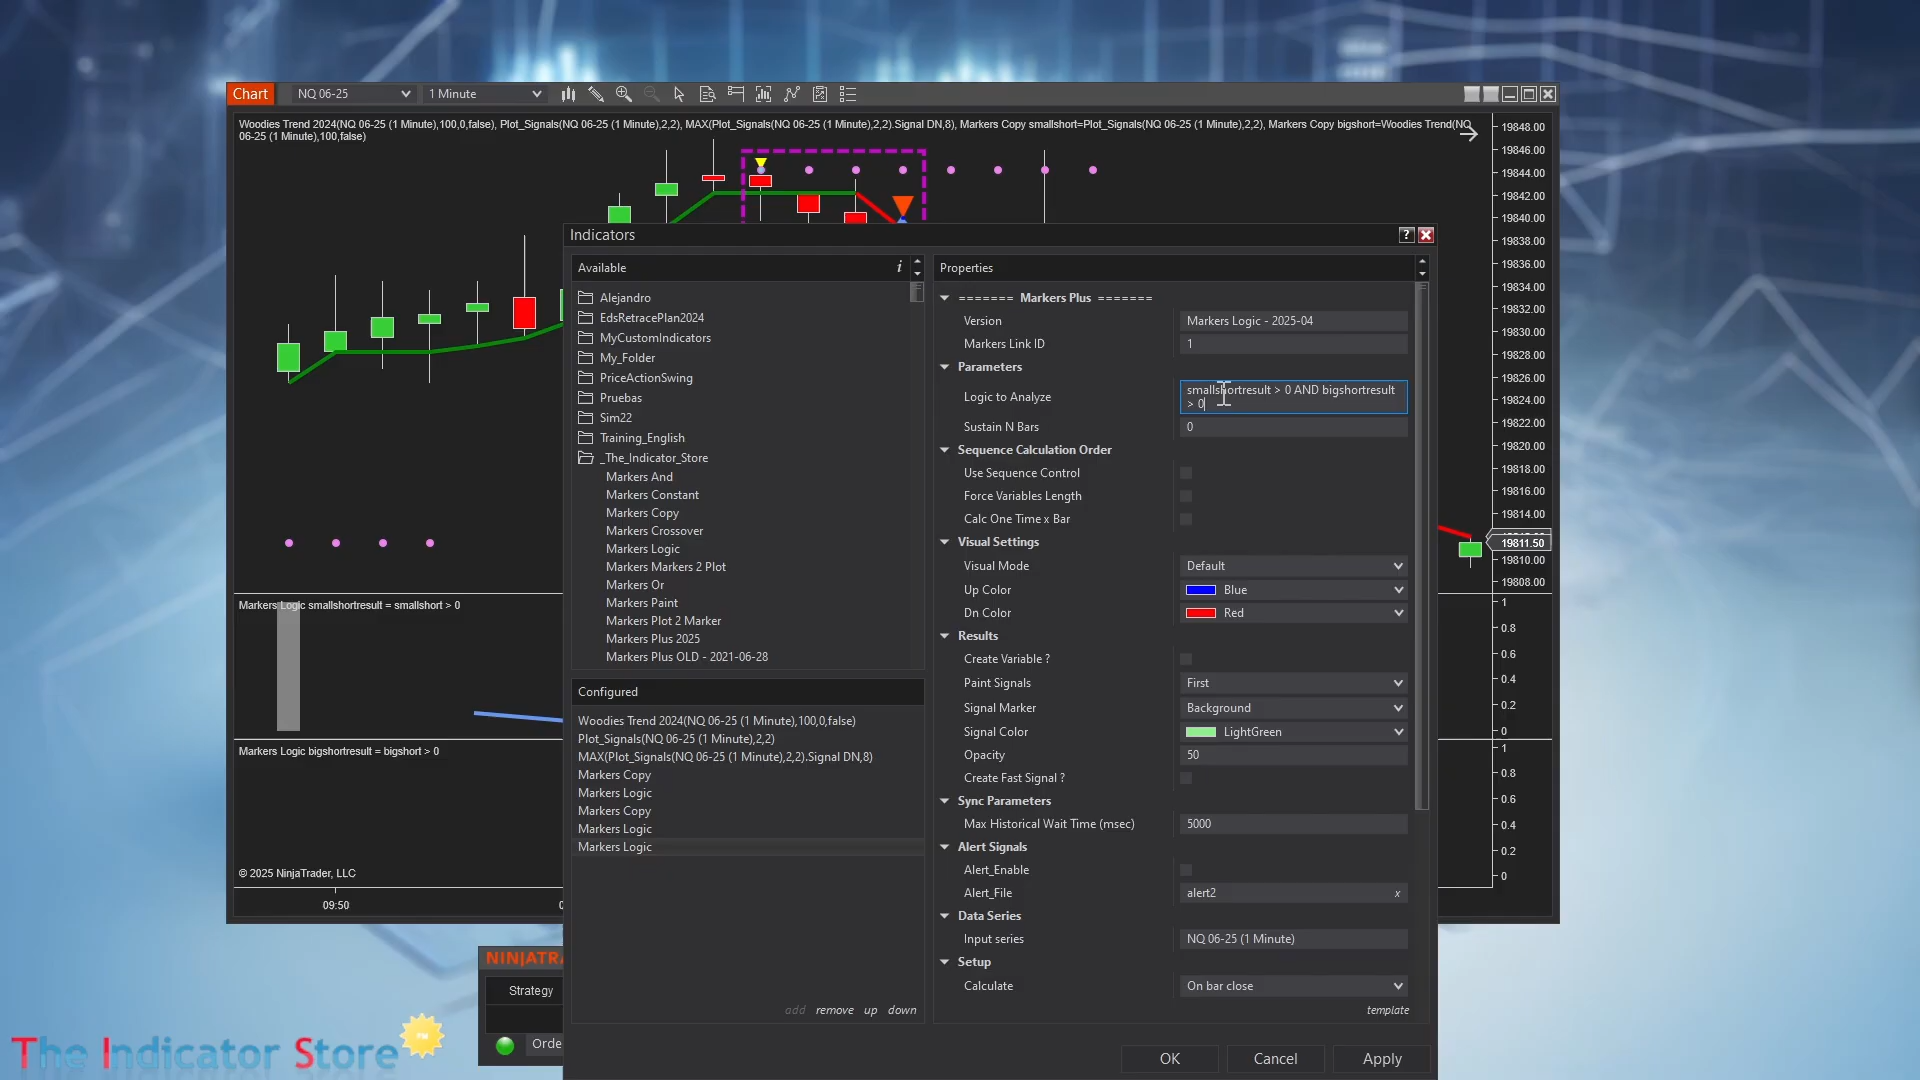 Chart
NQ 06-25
1 Minute
Woodies Trend 2024(NQ 06-25 (1 Minute),100,0,false), Plot_Signals(NQ 06-25 (1 Minute),2,2), MAX(Plot_Signals(NQ 06-25 (1 Minute),2,2).Signal DN,8), Markers Copy smallshort=Plot_Signals(NQ 06-25 (1 Minute),2,2), Markers Copy bigshort=Woodies Trend(NQ
06-25 (1 Minute),100,false)
19848.00
19846.00
19844.00
19842.00
19840.00
19838.00
19836.00
19834.00
19832.00
19830.00
19828.00
19826.00
19824.00
19822.00
19820.00
19818.00
19816.00
19814.00
19811.50
19810.00
19808.00
Indicators
?
Available
i
Alejandro
EdsRetracePlan2024
MyCustomIndicators
My_Folder
PriceActionSwing
Pruebas
Sim22
Training_English
_The_Indicator_Store
Markers And
Markers Constant
Markers Copy
Markers Crossover
Markers Logic
Markers Markers 2 Plot
Markers Or
Markers Paint
Markers Plot 2 Marker
Markers Plus 2025
Markers Plus OLD - 2021-06-28
Configured
Woodies Trend 2024(NQ 06-25 (1 Minute),100,0,false)
Plot_Signals(NQ 06-25 (1 Minute),2,2)
MAX(Plot_Signals(NQ 06-25 (1 Minute),2,2).Signal DN,8)
Markers Copy
Markers Logic
Markers Copy
Markers Logic
Markers Logic
add remove up down
Properties
======= Markers Plus =======
Version Markers Logic - 2025-04
Markers Link ID 1
Parameters
Logic to Analyze smallshortresult > 0 AND bigshortresult
> 0
Sustain N Bars 0
Sequence Calculation Order
Use Sequence Control
Force Variables Length
Calc One Time x Bar
Visual Settings
Visual Mode Default
Up Color Blue
Dn Color Red
Results
Create Variable ?
Paint Signals First
Signal Marker Background
Signal Color LightGreen
Opacity 50
Create Fast Signal ?
Sync Parameters
Max Historical Wait Time (msec) 5000
Alert Signals
Alert_Enable
Alert_File alert2 x
Data Series
Input series NQ 06-25 (1 Minute)
Setup
Calculate On bar close
template
OK Cancel Apply
Markers Logic smallshortresult = smallshort > 0
1
0.8
0.6
0.4
0.2
0
Markers Logic bigshortresult = bigshort > 0
1
0.8
0.6
0.4
0.2
0
© 2025 NinjaTrader, LLC
09:50
NINJATR
Strategy
Orde
The Indicator Store